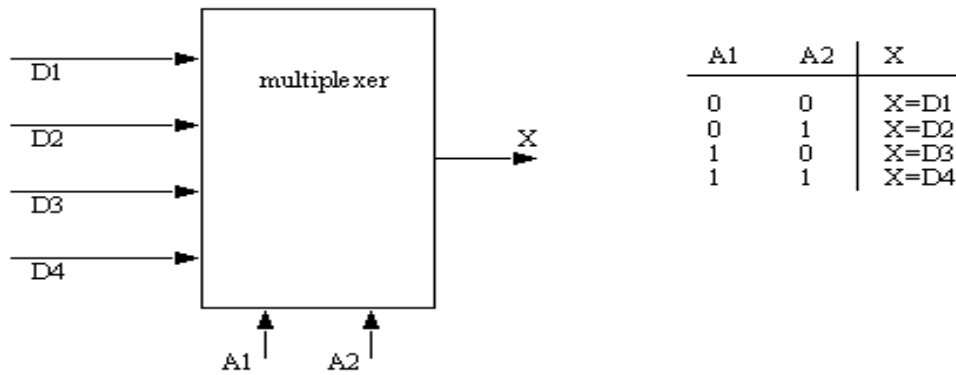 D1
D2
D3
D4
multiplexer
X
A1 A2
A1 A2 X
0 0 X=D1
0 1 X=D2
1 0 X=D3
1 1 X=D4